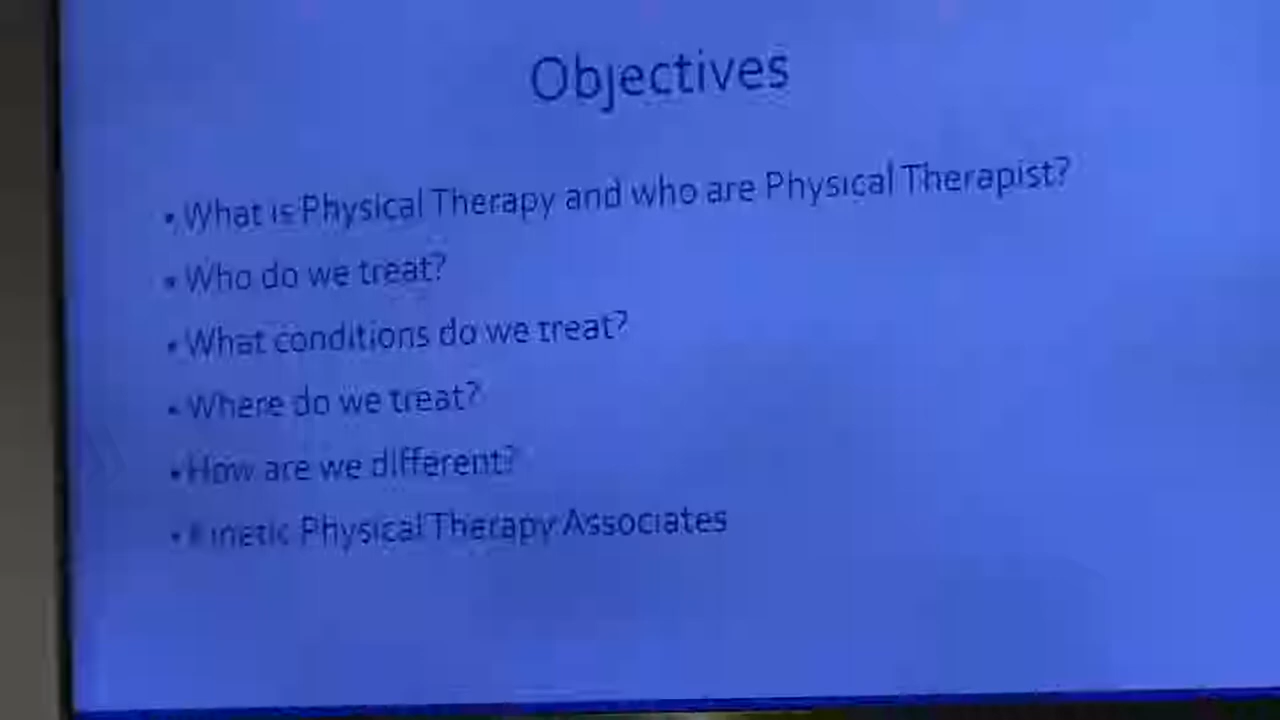 Objectives
• What is Physical Therapy and who are Physical Therapist?
• Who do we treat?
• What conditions do we treat?
• Where do we treat?
• How are we different?
• Kinetic Physical Therapy Associates